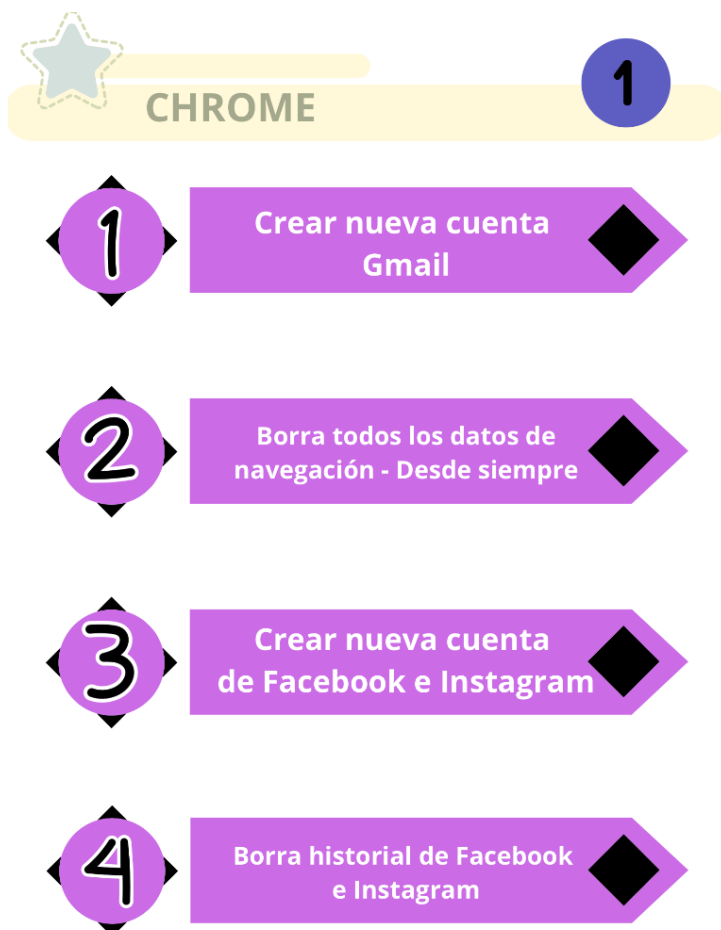 CHROME
1
1
Crear nueva cuenta
Gmail
2
Borra todos los datos de
navegación - Desde siempre
3
Crear nueva cuenta
de Facebook e Instagram
4
Borra historial de Facebook
e Instagram